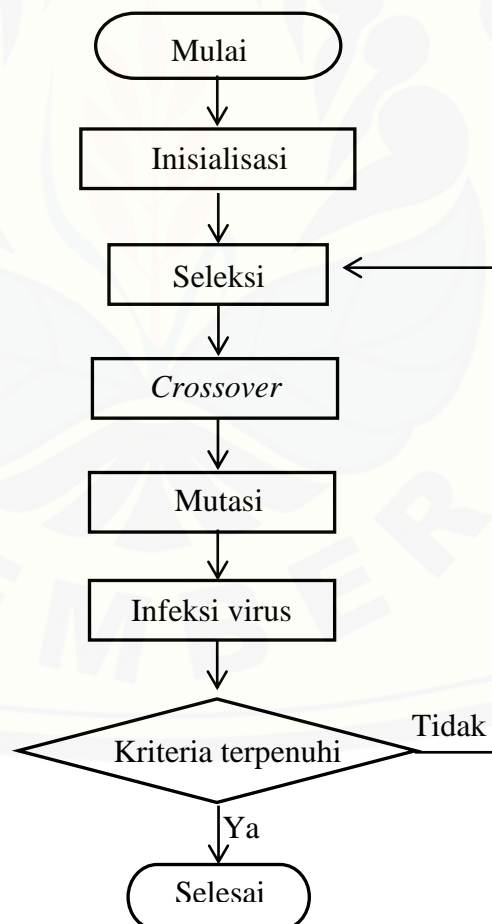 Mulai
Inisialisasi
Seleksi
Crossover
Mutasi
Infeksi virus
Kriteria terpenuhi
Tidak
Ya
Selesai